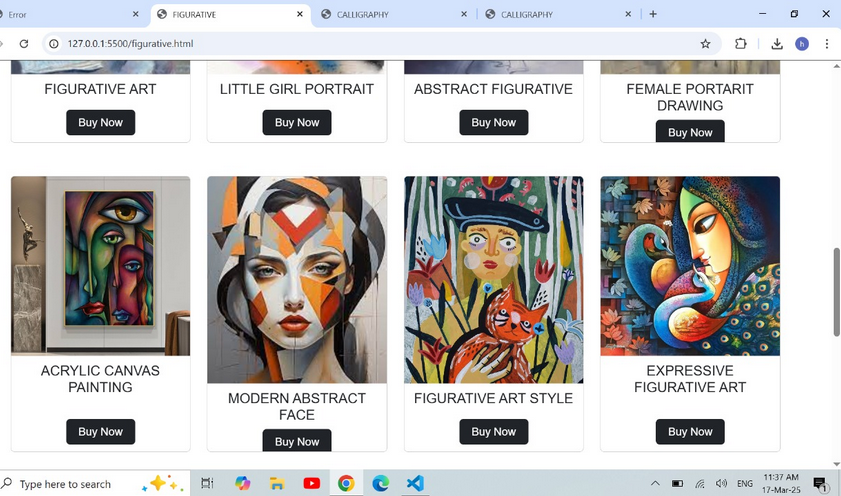 Error
FIGURATIVE
CALLIGRAPHY
CALLIGRAPHY
127.0.0.1:5500/figurative.html
h
FIGURATIVE ART
LITTLE GIRL PORTRAIT
ABSTRACT FIGURATIVE
FEMALE PORTARIT
DRAWING
Buy Now
Buy Now
Buy Now
Buy Now
ACRYLIC CANVAS
PAINTING
MODERN ABSTRACT
FACE
FIGURATIVE ART STYLE
EXPRESSIVE
FIGURATIVE ART
Buy Now
Buy Now
Buy Now
Buy Now
Type here to search
ENG
11:37 AM
17-Mar-25
1